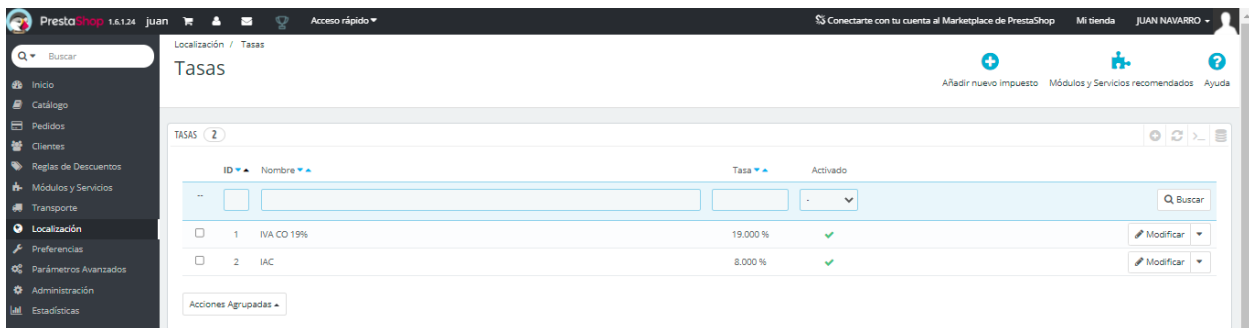 PrestaShop 1.6.1.24 juan Acceso rápido Conectarte con tu cuenta al Marketplace de PrestaShop Mi tienda JUAN NAVARRO
Buscar
Inicio
Catálogo
Pedidos
Clientes
Reglas de Descuentos
Módulos y Servicios
Transporte
Localización
Preferencias
Parámetros Avanzados
Administración
Estadísticas
Localización / Tasas
Tasas
Añadir nuevo impuesto Módulos y Servicios recomendados Ayuda
TASAS 2
ID Nombre Tasa Activado
-- - Buscar
1 IVA CO 19% 19.000 % Modificar
2 IAC 8.000 % Modificar
Acciones Agrupadas